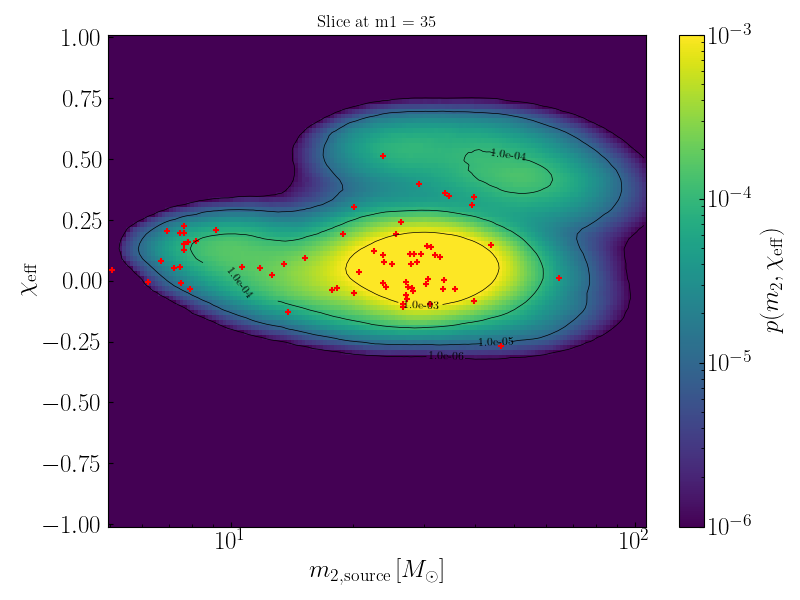 Slice at m1 = 35
1.00
0.75
0.50
0.25
0.00
−0.25
−0.50
−0.75
−1.00
χeff
10^1
10^2
m2,source [M⊙]
1.0e-04
1.0e-04
1.0e-03
1.0e-05
1.0e-06
10^−3
10^−4
10^−5
10^−6
p(m2, χeff)